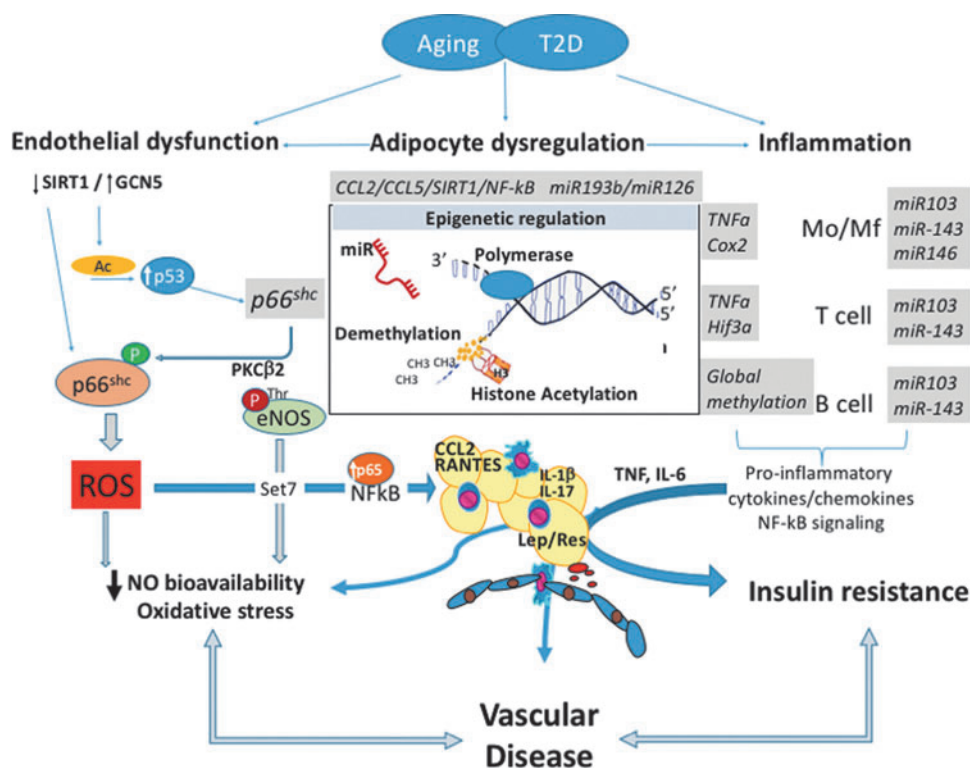 Aging
T2D
Endothelial dysfunction
Adipocyte dysregulation
Inflammation
↓SIRT1 / ↑GCN5
Ac
↑p53
p66shc
P
p66shc
PKCβ2
Thr
P
eNOS
ROS
Set7
↑p65
NFkB
↓ NO bioavailability
Oxidative stress
CCL2/CCL5/SIRT1/NF-kB miR193b/miR126
Epigenetic regulation
miR
3′
Polymerase
5′
5′
Demethylation
CH3 CH3
CH3
H3
Histone Acetylation
TNFa
Cox2
Mo/Mf
miR103
miR-143
miR146
TNFa
Hif3a
T cell
miR103
miR-143
Global
methylation
B cell
miR103
miR-143
CCL2
RANTES
IL-1β
IL-17
Lep/Res
TNF, IL-6
Pro-inflammatory
cytokines/chemokines
NF-kB signaling
Insulin resistance
Vascular
Disease